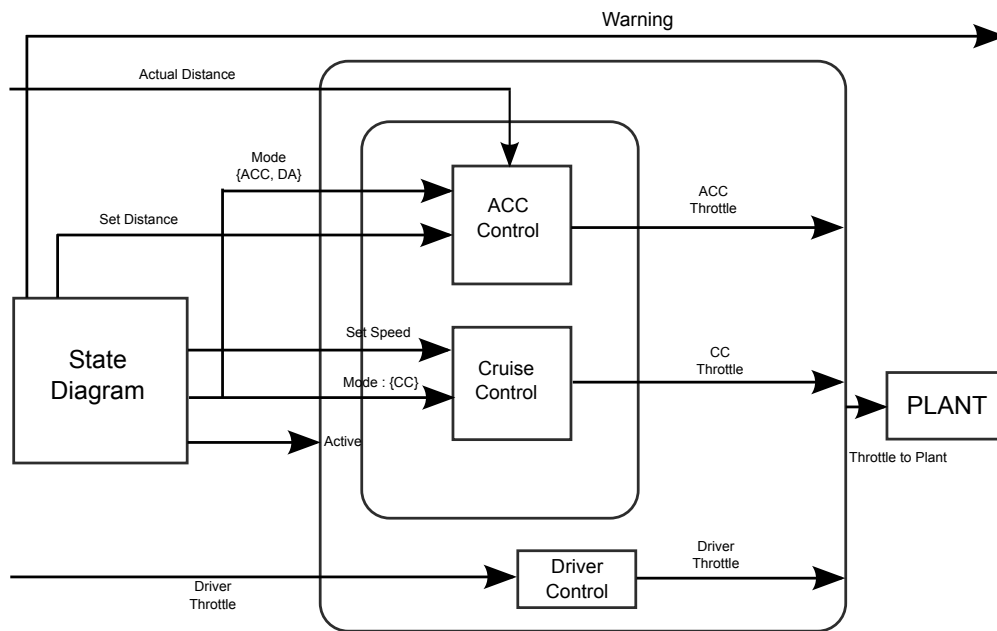 Warning
Actual Distance
Mode
{ACC, DA}
Set Distance
ACC
Control
ACC
Throttle
State
Diagram
Set Speed
Mode : {CC}
Cruise
Control
CC
Throttle
PLANT
Active
Throttle to Plant
Driver
Throttle
Driver
Control
Driver
Throttle